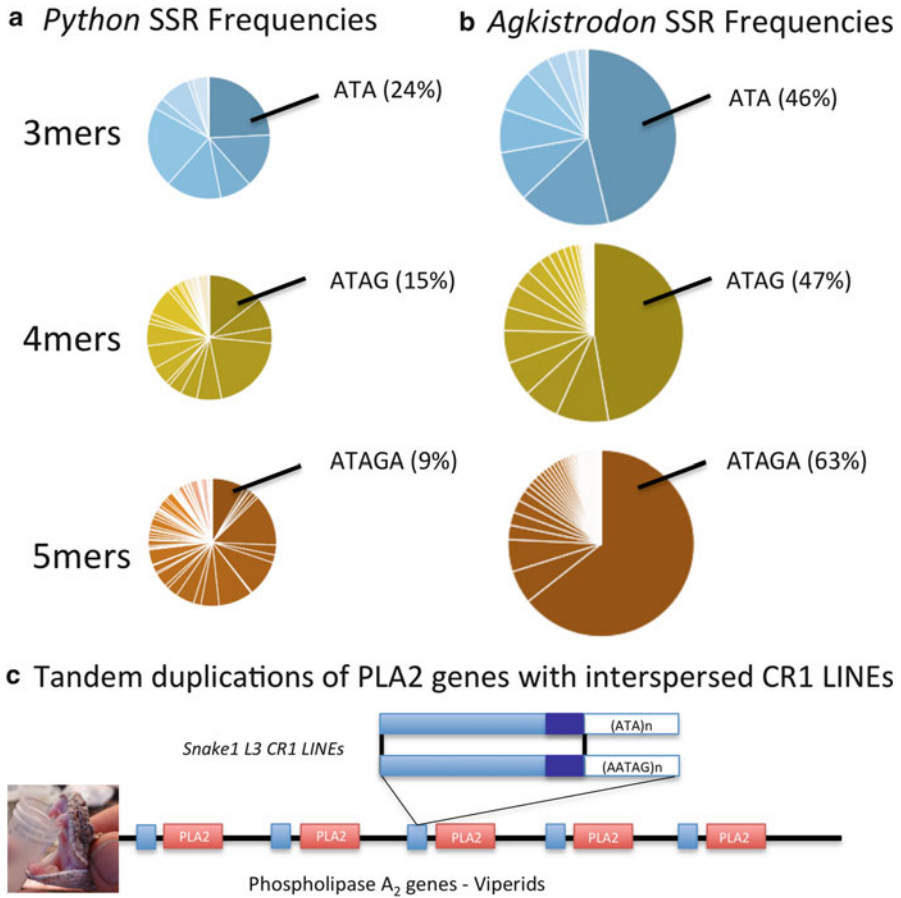 a Python SSR Frequencies
b Agkistrodon SSR Frequencies
3mers
ATA (24%)
ATA (46%)
4mers
ATAG (15%)
ATAG (47%)
5mers
ATAGA (9%)
ATAGA (63%)
c Tandem duplications of PLA2 genes with interspersed CR1 LINEs
Snake1 L3 CR1 LINEs
(ATA)n
(AATAG)n
PLA2 PLA2 PLA2 PLA2 PLA2
Phospholipase A₂ genes - Viperids